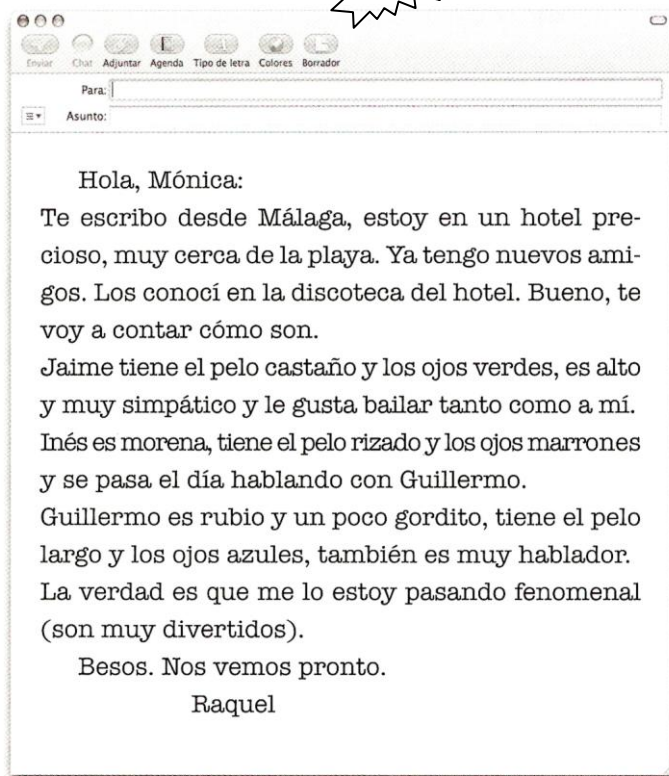 Enviar Chat Adjuntar Agenda Tipo de letra Colores Borrador
Para:
Asunto:
Hola, Mónica:
Te escribo desde Málaga, estoy en un hotel pre-
cioso, muy cerca de la playa. Ya tengo nuevos ami-
gos. Los conocí en la discoteca del hotel. Bueno, te
voy a contar cómo son.
Jaime tiene el pelo castaño y los ojos verdes, es alto
y muy simpático y le gusta bailar tanto como a mí.
Inés es morena, tiene el pelo rizado y los ojos marrones
y se pasa el día hablando con Guillermo.
Guillermo es rubio y un poco gordito, tiene el pelo
largo y los ojos azules, también es muy hablador.
La verdad es que me lo estoy pasando fenomenal
(son muy divertidos).
Besos. Nos vemos pronto.
Raquel